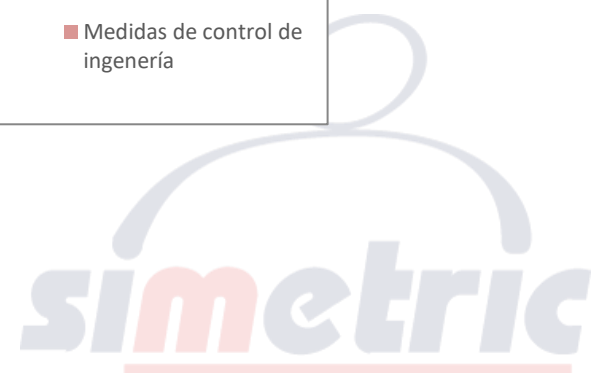 Medidas de control de
ingenería
simetric